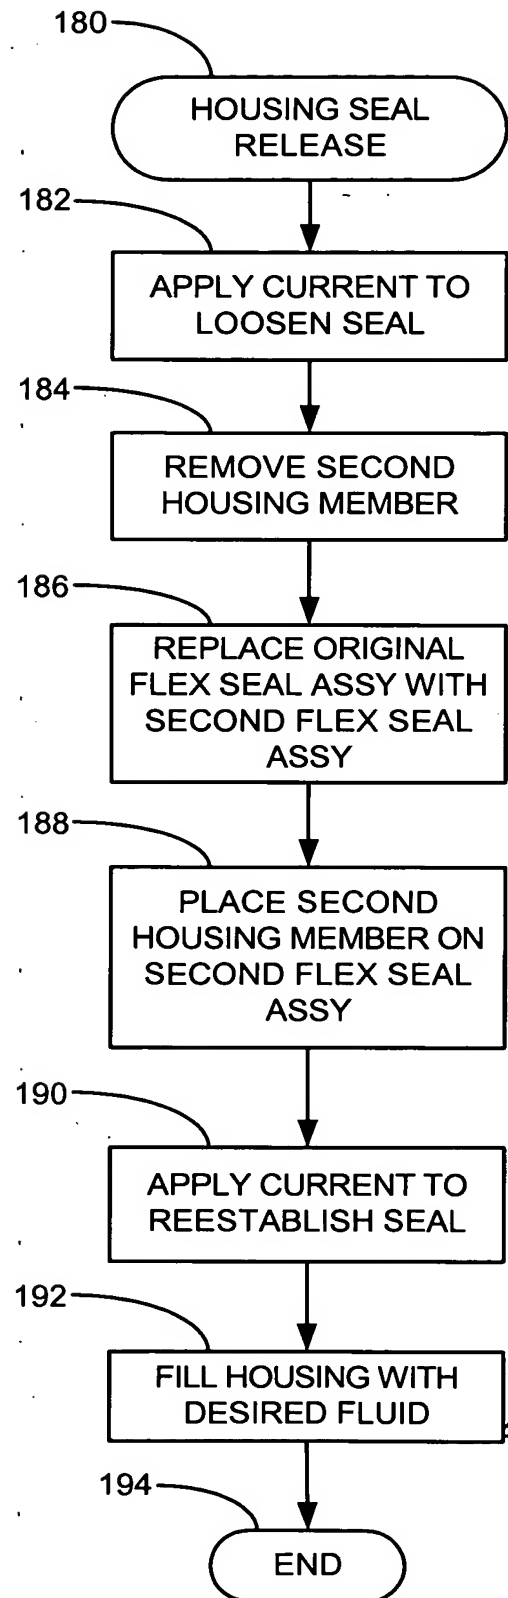 180
HOUSING SEAL
RELEASE
182
APPLY CURRENT TO
LOOSEN SEAL
184
REMOVE SECOND
HOUSING MEMBER
186
REPLACE ORIGINAL
FLEX SEAL ASSY WITH
SECOND FLEX SEAL
ASSY
188
PLACE SECOND
HOUSING MEMBER ON
SECOND FLEX SEAL
ASSY
190
APPLY CURRENT TO
REESTABLISH SEAL
192
FILL HOUSING WITH
DESIRED FLUID
194
END